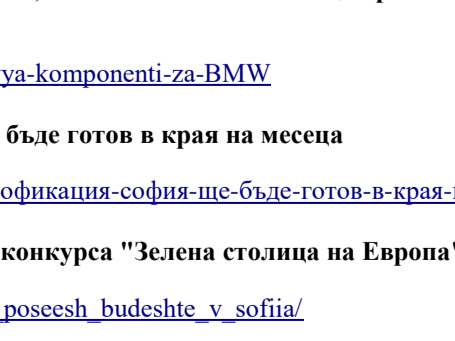 ya-komponenti-za-BMW
бъде готов в края на месеца
офикация-софия-ще-бъде-готов-в-края-
конкурса "Зелена столица на Европа"
_poseesh_budeshte_v_sofiia/